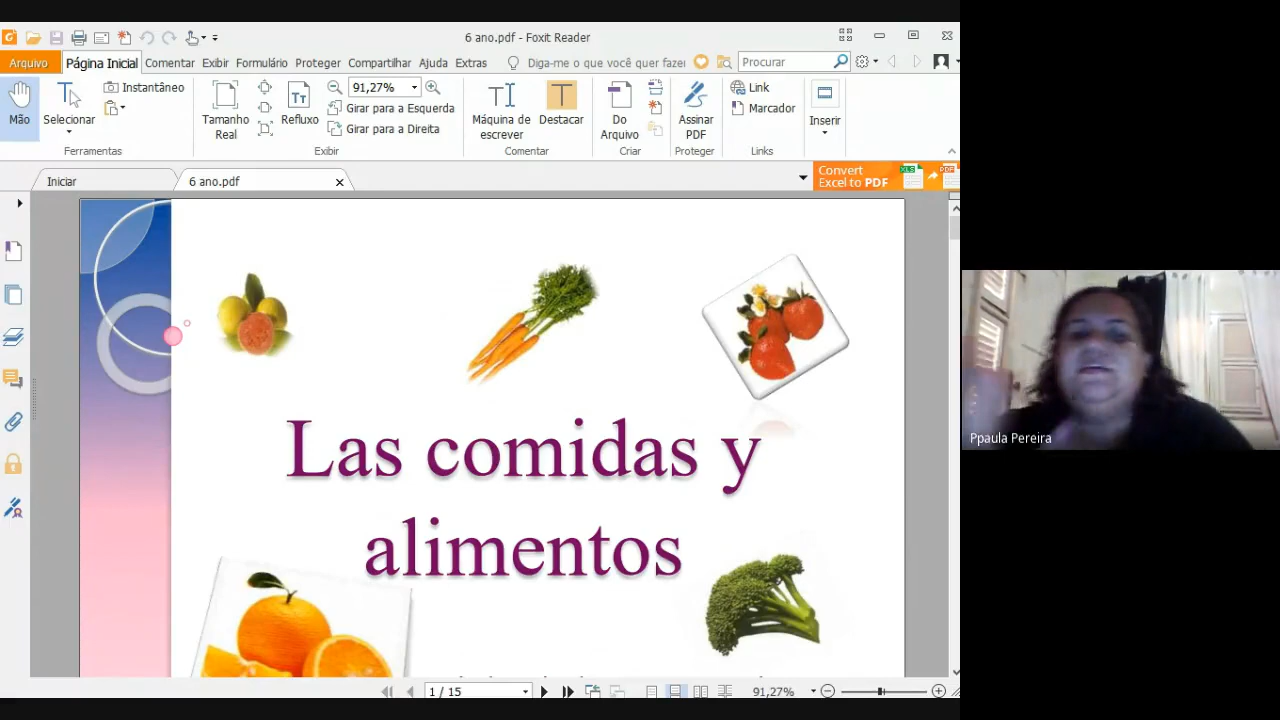 6 ano.pdf - Foxit Reader
Arquivo Página Inicial Comentar Exibir Formulário Proteger Compartilhar Ajuda Extras Diga-me o que você quer fazer Procurar
Mão
Selecionar
Instantâneo
Ferramentas
Tamanho
Real
Refluxo
91,27%
Girar para a Esquerda
Girar para a Direita
Exibir
Máquina de
escrever
Destacar
Comentar
Do
Arquivo
Criar
Assinar
PDF
Proteger
Link
Marcador
Links
Inserir
Iniciar
6 ano.pdf
Convert
Excel to PDF
XLS
PDF
Las comidas y
alimentos
Ppaula Pereira
1 / 15
91,27%